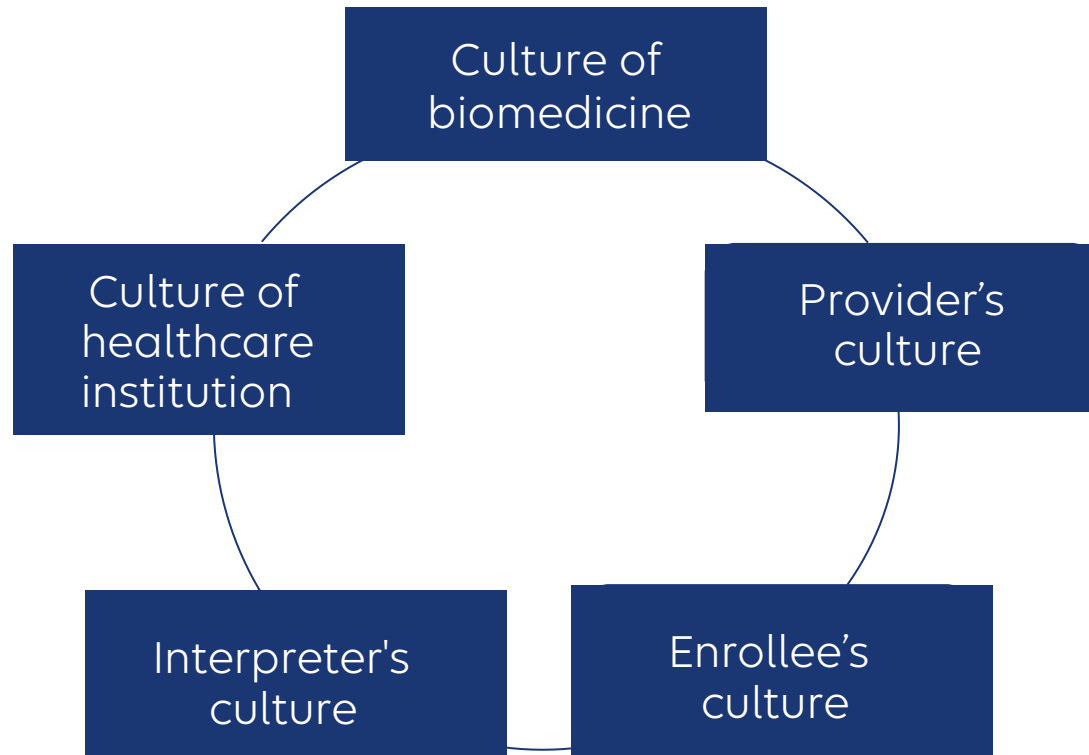 Culture of
biomedicine
Provider’s
culture
Enrollee’s
culture
Interpreter's
culture
Culture of
healthcare
institution